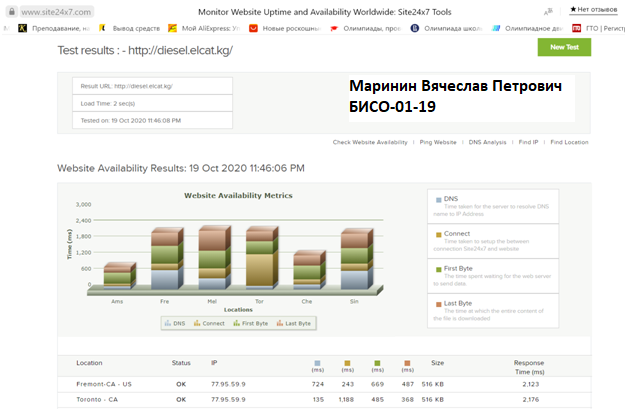 www.site24x7.com
Monitor Website Uptime and Availability Worldwide: Site24x7 Tools
Нет отзывов
Преподавание, на
Вывод средств
Мой AliExpress: У
Новые роскошны
Олимпиады, проек
Олимпиада школь
Олимпиадное дви
ГТО | Регистр
Test results : - http://diesel.elcat.kg/
New Test
Result URL: http://diesel.elcat.kg/
Load Time: 2 sec(s)
Tested on: 19 Oct 2020 11:46:08 PM
Маринин Вячеслав Петрович
БИСО-01-19
Check Website Availability | Ping Website | DNS Analysis | Find IP | Find Location
Website Availability Results: 19 Oct 2020 11:46:06 PM
Website Availability Metrics
Time (ms)
3,000
2,400
1,800
1,200
600
0
Ams Fre Mel Tor Che Sin
Locations
DNS Connect First Byte Last Byte
DNS
Time taken for the server to resolve DNS
name to IP Address
Connect
Time taken to setup the between
connection Site24x7 and website
First Byte
The time spent waiting for the web server
to send data
Last Byte
The time at which the entire content of
the file is downloaded
Location Status IP (ms) (ms) (ms) (ms) Size Response
Time (ms)
Fremont-CA - US OK 77.95.59.9 724 243 669 487 516 KB 2,123
Toronto - CA OK 77.95.59.9 135 1,188 485 368 516 KB 2,176